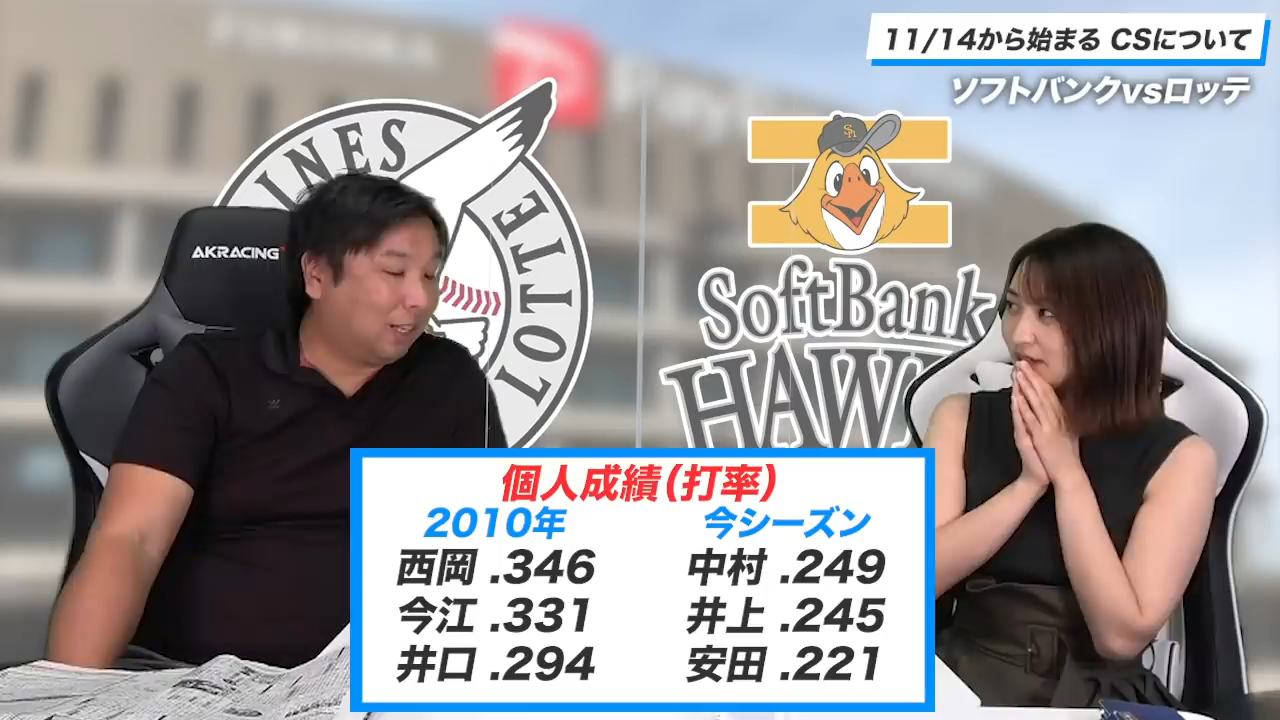 11/14から始まる CSについて
ソフトバンクvsロッテ
INES
LOTTE
AKRACING
SH
SoftBank
HAW
個人成績(打率)
2010年 今シーズン
西岡 .346 中村 .249
今江 .331 井上 .245
井口 .294 安田 .221